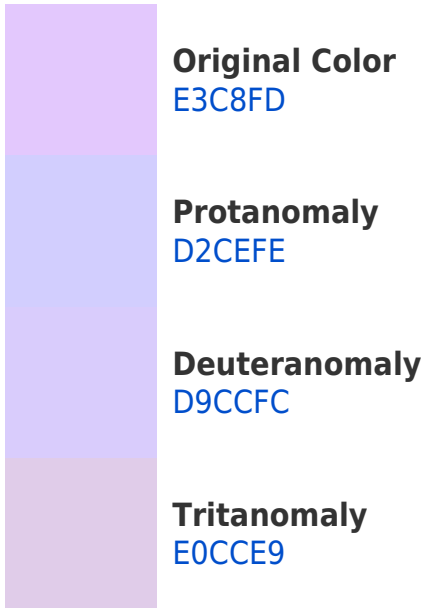 Original Color
E3C8FD
Protanomaly
D2CEFE
Deuteranomaly
D9CCFC
Tritanomaly
E0CCE9